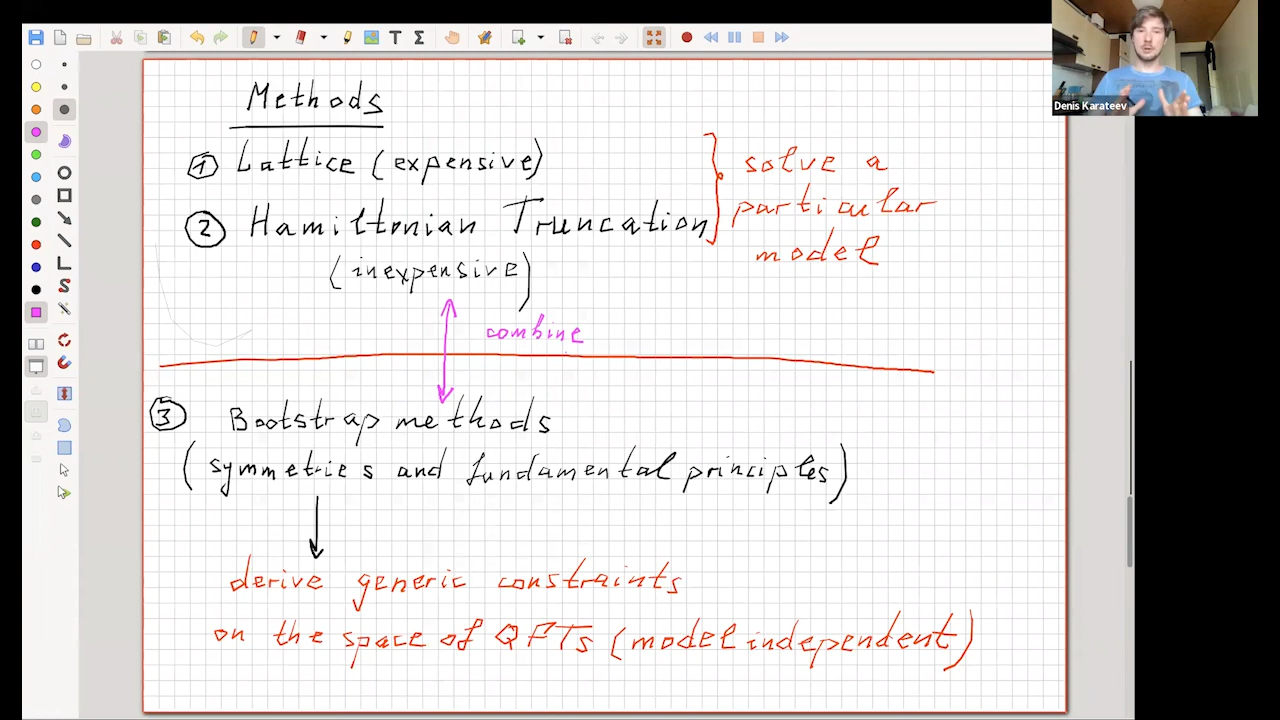 Methods
① Lattice (expensive)
② Hamiltonian Truncation
(inexpensive)
solve a
particular
model
combine
③ Bootstrap methods
(symmetries and fundamental principles)
derive generic constraints
on the space of QFTs (model independent)
Denis Karateev